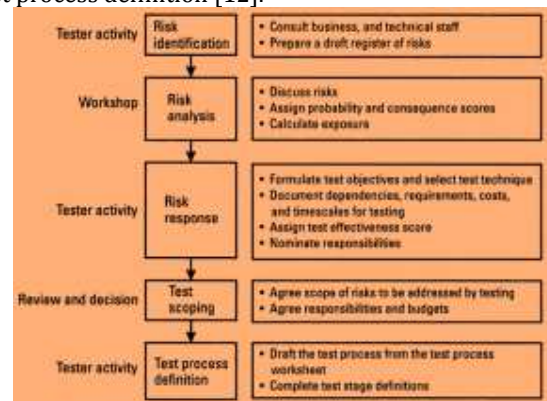 t process definition [12].
Tester activity
Risk
identification
• Consult business, and technical staff
• Prepare a draft register of risks
Workshop
Risk
analysis
• Discuss risks
• Assign probability and consequence scores
• Calculate exposure
Tester activity
Risk
response
• Formulate test objectives and select test technique
• Document dependencies, requirements, costs,
and timescales for testing
• Assign test effectiveness score
• Nominate responsibilities
Review and decision
Test
scoping
• Agree scope of risks to be addressed by testing
• Agree responsibilities and budgets
Tester activity
Test process
definition
• Draft the test process from the test process
worksheet
• Complete test stage definitions